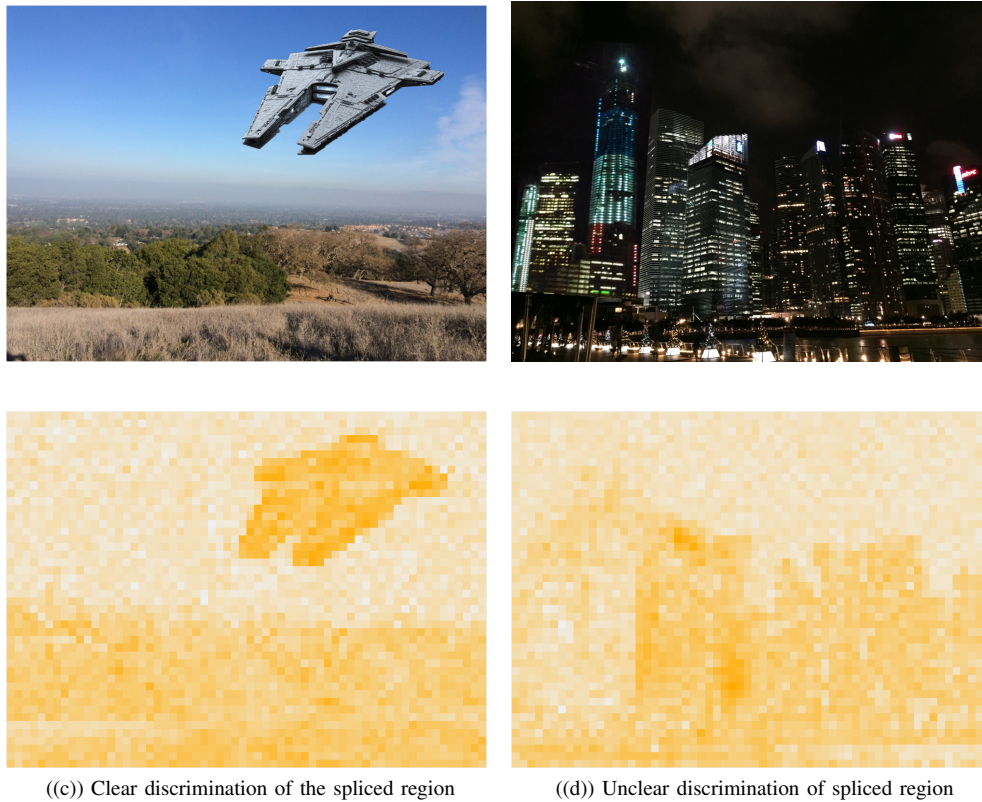 ((c)) Clear discrimination of the spliced region
((d)) Unclear discrimination of spliced region